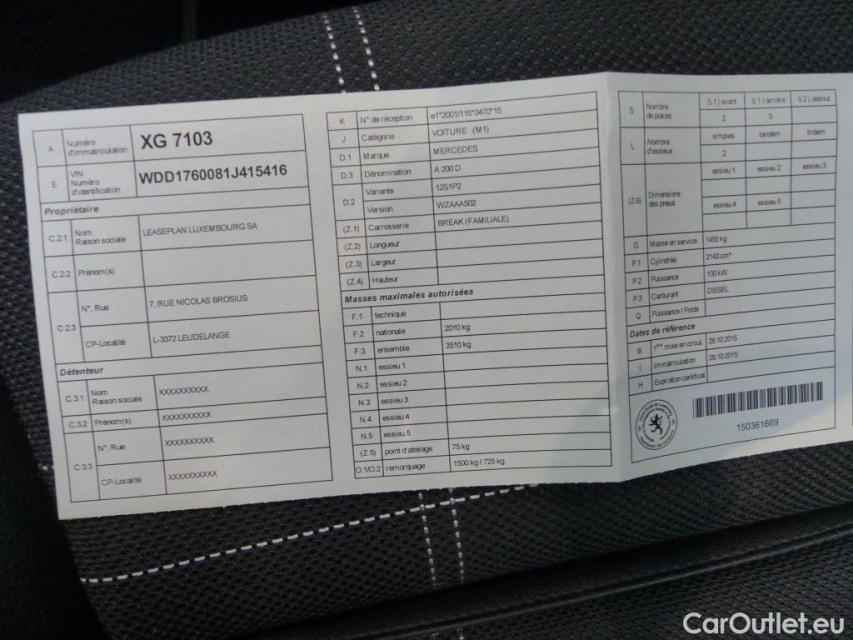 A Numéro d'immatriculation XG 7103
E VIN Numéro d'identification WDD1760081J415416
Propriétaire
C.2.1 Nom Raison sociale LEASEPLAN LUXEMBOURG SA
C.2.2 Prénom(s)
C.2.3 N°, Rue 7, RUE NICOLAS BROSIUS
CP-Localité L-3372 LEUDELANGE
Détenteur
C.3.1 Nom Raison sociale XXXXXXXXXX
C.3.2 Prénom(s) XXXXXXXXXX
C.3.3 N°, Rue XXXXXXXXXX
CP-Localité XXXXXXXXXX
K N° de réception e1*2001/116*0470*15
J Catégorie VOITURE (M1)
D.1 Marque MERCEDES
D.3 Dénomination A 200 D
D.2 Variante 12S1P2
Version WZAAA502
(Z.1) Carrosserie BREAK (FAMILIALE)
(Z.2) Longueur
(Z.3) Largeur
(Z.4) Hauteur
Masses maximales autorisées
F.1 technique
F.2 nationale 2010 kg
F.3 ensemble 3510 kg
N.1 essieu 1
N.2 essieu 2
N.3 essieu 3
N.4 essieu 4
N.5 essieu 5
(Z.5) point d'attelage 75 kg
O.1/O.2 remorquage 1500 kg / 725 kg
S Nombre de places S.1 | avant S.1 | arrière S.2 | debout
2 3
L Nombre d'essieux simples tandem tridem
2
(Z.6) Dimensions des pneus essieu 1 essieu 2 essieu 3
essieu 4 essieu 5
G Masse en service 1455 kg
P.1 Cylindrée 2143 cm³
P.2 Puissance 100 kW
P.3 Carburant DIESEL
Q Puissance / Poids
Dates de référence
B 1ère mise en circul. 28.10.2015
I Immatriculation 28.10.2015
H Expiration certificat
150361669
CarOutlet.eu